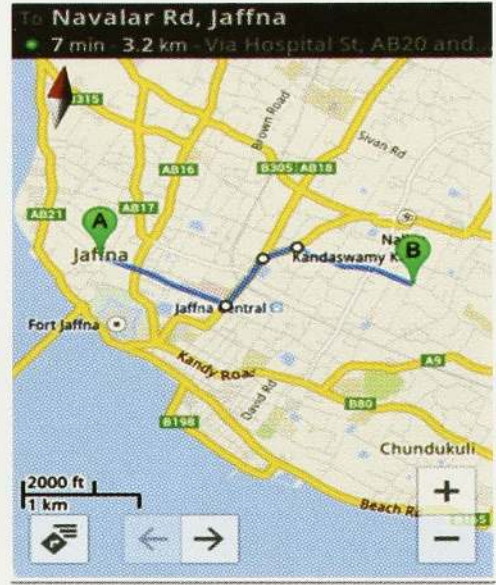 To Navalar Rd, Jaffna
7 min - 3.2 km - Via Hospital St, AB20 and...
B315
Brown Road
Sivan Rd
AB16
B305 AB18
AB21
AB17
A
Jaffna
B
Kandaswamy K
Jaffna Central
Fort Jaffna
Kandy Road
A9
David Rd
B80
B198
Chundukuli
2000 ft
1 km
Beach R
+
−